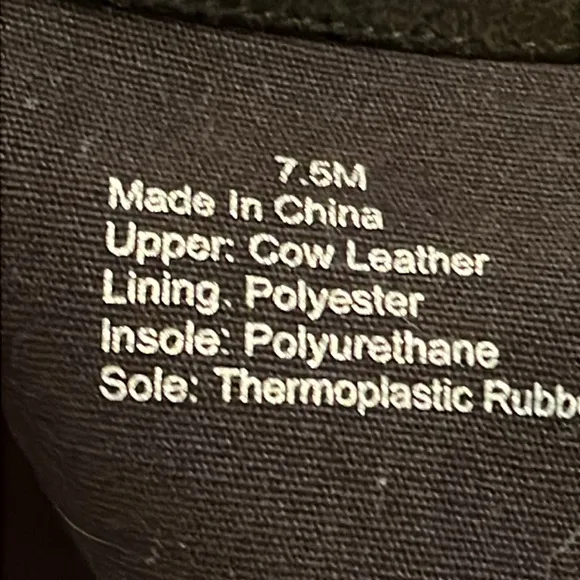 7.5M
Made In China
Upper: Cow Leather
Lining. Polyester
Insole: Polyurethane
Sole: Thermoplastic